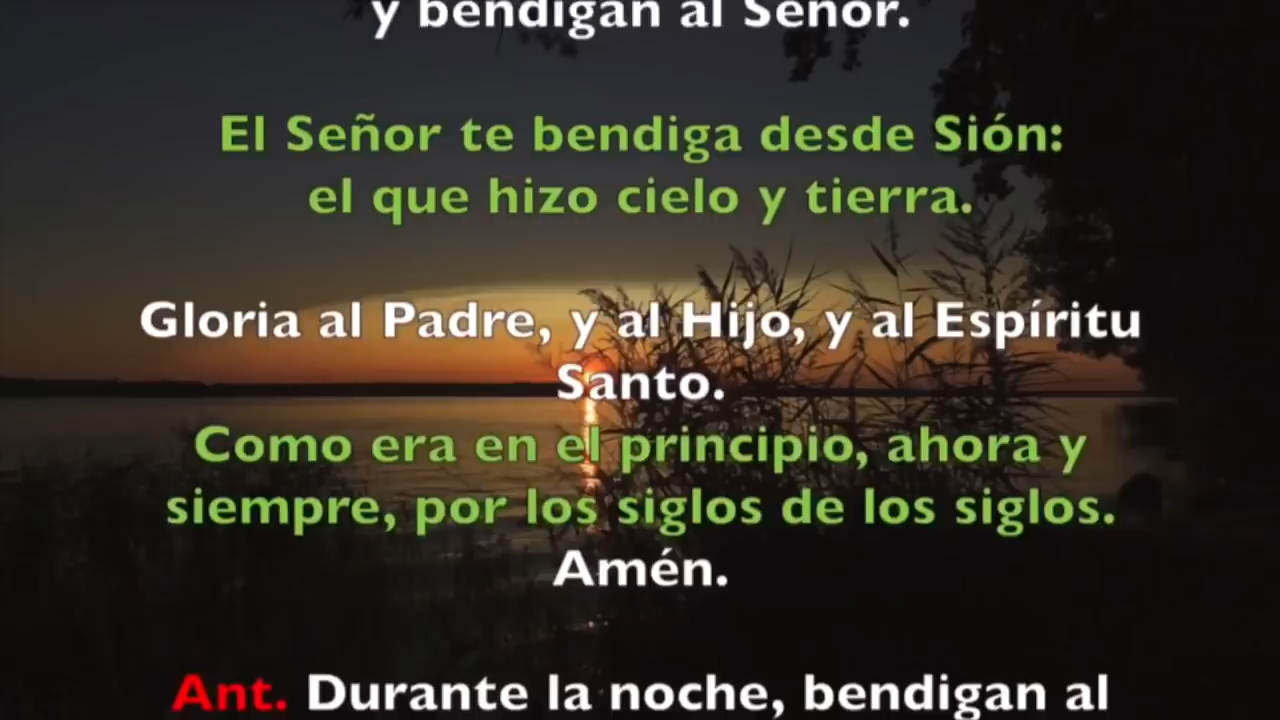 y bendigan al Señor.
El Señor te bendiga desde Sión:
el que hizo cielo y tierra.
Gloria al Padre, y al Hijo, y al Espíritu
Santo.
Como era en el principio, ahora y
siempre, por los siglos de los siglos.
Amén.
Ant. Durante la noche, bendigan al